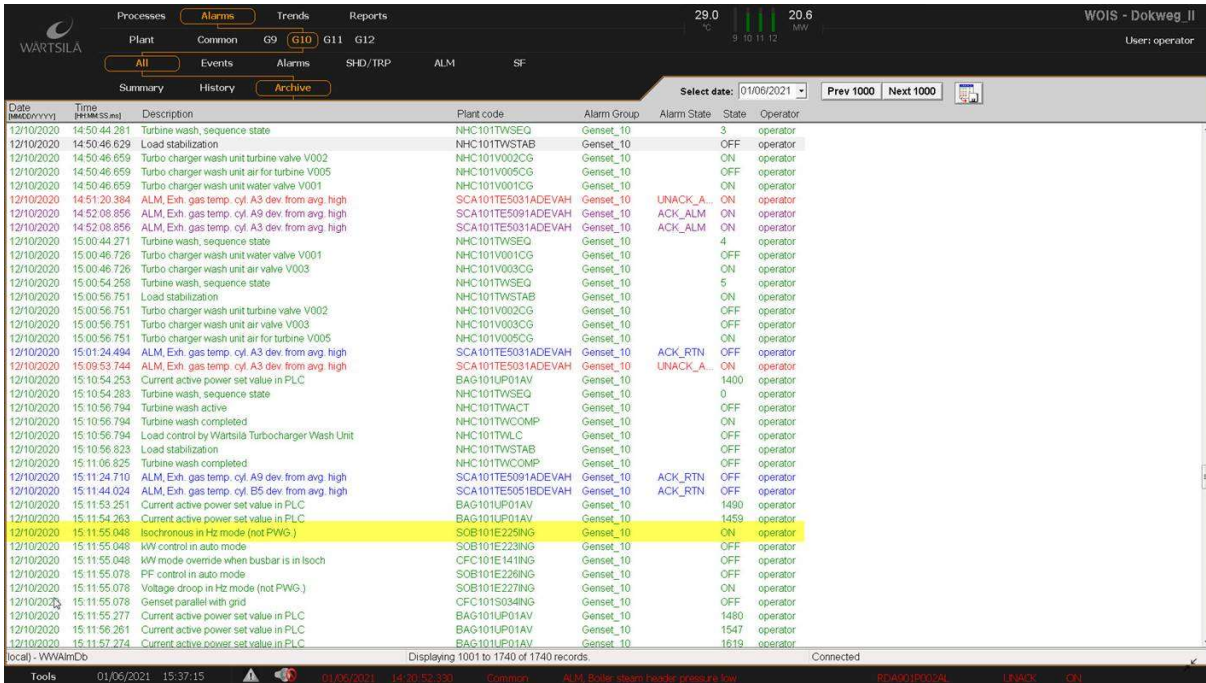 Processes Alarms Trends Reports 29.0 °C 20.6 MW WOIS - Dokweg_II
9 10 11 12
WÄRTSILÄ
Plant Common G9 G10 G11 G12 User: operator
All Events Alarms SHD/TRP ALM SF
Summary History Archive Select date: 01/06/2021 Prev 1000 Next 1000
Date [MM/DD/YYYY] Time [HH:MM:SS.ms] Description Plant code Alarm Group Alarm State State Operator
12/10/2020 14:50:44.281 Turbine wash, sequence state NHC101TWSEQ Genset_10 3 operator
12/10/2020 14:50:46.629 Load stabilization NHC101TWSTAB Genset_10 OFF operator
12/10/2020 14:50:46.659 Turbo charger wash unit turbine valve V002 NHC101V002CG Genset_10 ON operator
12/10/2020 14:50:46.659 Turbo charger wash unit air for turbine V005 NHC101V005CG Genset_10 OFF operator
12/10/2020 14:50:46.659 Turbo charger wash unit water valve V001 NHC101V001CG Genset_10 ON operator
12/10/2020 14:51:20.384 ALM, Exh. gas temp. cyl. A3 dev. from avg. high SCA101TE5031ADEVAH Genset_10 UNACK_A... ON operator
12/10/2020 14:52:08.856 ALM, Exh. gas temp. cyl. A9 dev. from avg. high SCA101TE5091ADEVAH Genset_10 ACK_ALM ON operator
12/10/2020 14:52:08.856 ALM, Exh. gas temp. cyl. A3 dev. from avg. high SCA101TE5031ADEVAH Genset_10 ACK_ALM ON operator
12/10/2020 15:00:44.271 Turbine wash, sequence state NHC101TWSEQ Genset_10 4 operator
12/10/2020 15:00:46.726 Turbo charger wash unit water valve V001 NHC101V001CG Genset_10 OFF operator
12/10/2020 15:00:46.726 Turbo charger wash unit air valve V003 NHC101V003CG Genset_10 ON operator
12/10/2020 15:00:54.258 Turbine wash, sequence state NHC101TWSEQ Genset_10 5 operator
12/10/2020 15:00:56.751 Load stabilization NHC101TWSTAB Genset_10 ON operator
12/10/2020 15:00:56.751 Turbo charger wash unit turbine valve V002 NHC101V002CG Genset_10 OFF operator
12/10/2020 15:00:56.751 Turbo charger wash unit air valve V003 NHC101V003CG Genset_10 OFF operator
12/10/2020 15:00:56.751 Turbo charger wash unit air for turbine V005 NHC101V005CG Genset_10 ON operator
12/10/2020 15:01:24.494 ALM, Exh. gas temp. cyl. A3 dev. from avg. high SCA101TE5031ADEVAH Genset_10 ACK_RTN OFF operator
12/10/2020 15:09:53.744 ALM, Exh. gas temp. cyl. A3 dev. from avg. high SCA101TE5031ADEVAH Genset_10 UNACK_A... ON operator
12/10/2020 15:10:54.253 Current active power set value in PLC BAG101UP01AV Genset_10 1400 operator
12/10/2020 15:10:54.283 Turbine wash, sequence state NHC101TWSEQ Genset_10 0 operator
12/10/2020 15:10:56.794 Turbine wash active NHC101TWACT Genset_10 OFF operator
12/10/2020 15:10:56.794 Turbine wash completed NHC101TWCOMP Genset_10 ON operator
12/10/2020 15:10:56.794 Load control by Wärtsilä Turbocharger Wash Unit NHC101TWLC Genset_10 OFF operator
12/10/2020 15:10:56.823 Load stabilization NHC101TWSTAB Genset_10 OFF operator
12/10/2020 15:11:06.825 Turbine wash completed NHC101TWCOMP Genset_10 OFF operator
12/10/2020 15:11:24.710 ALM, Exh. gas temp. cyl. A9 dev. from avg. high SCA101TE5091ADEVAH Genset_10 ACK_RTN OFF operator
12/10/2020 15:11:44.024 ALM, Exh. gas temp. cyl. B5 dev. from avg. high SCA101TE5051BDEVAH Genset_10 ACK_RTN OFF operator
12/10/2020 15:11:53.251 Current active power set value in PLC BAG101UP01AV Genset_10 1490 operator
12/10/2020 15:11:54.263 Current active power set value in PLC BAG101UP01AV Genset_10 1459 operator
12/10/2020 15:11:55.048 Isochronous in Hz mode (not PWG.) SOB101E225ING Genset_10 ON operator
12/10/2020 15:11:55.048 kW control in auto mode SOB101E223ING Genset_10 OFF operator
12/10/2020 15:11:55.048 kW mode override when busbar is in Isoch CFC101E141ING Genset_10 OFF operator
12/10/2020 15:11:55.078 PF control in auto mode SOB101E226ING Genset_10 OFF operator
12/10/2020 15:11:55.078 Voltage droop in Hz mode (not PWG.) SOB101E227ING Genset_10 ON operator
12/10/2020 15:11:55.078 Genset parallel with grid CFC101S034ING Genset_10 OFF operator
12/10/2020 15:11:55.277 Current active power set value in PLC BAG101UP01AV Genset_10 1480 operator
12/10/2020 15:11:56.261 Current active power set value in PLC BAG101UP01AV Genset_10 1547 operator
12/10/2020 15:11:57.274 Current active power set value in PLC BAG101UP01AV Genset_10 1619 operator
local) - WWAlmDb Displaying 1001 to 1740 of 1740 records. Connected
Tools 01/06/2021 15:37:15 01/06/2021 14:20:52.330 Common ALM, Boiler steam header pressure low RDA901P002AL UNACK ON